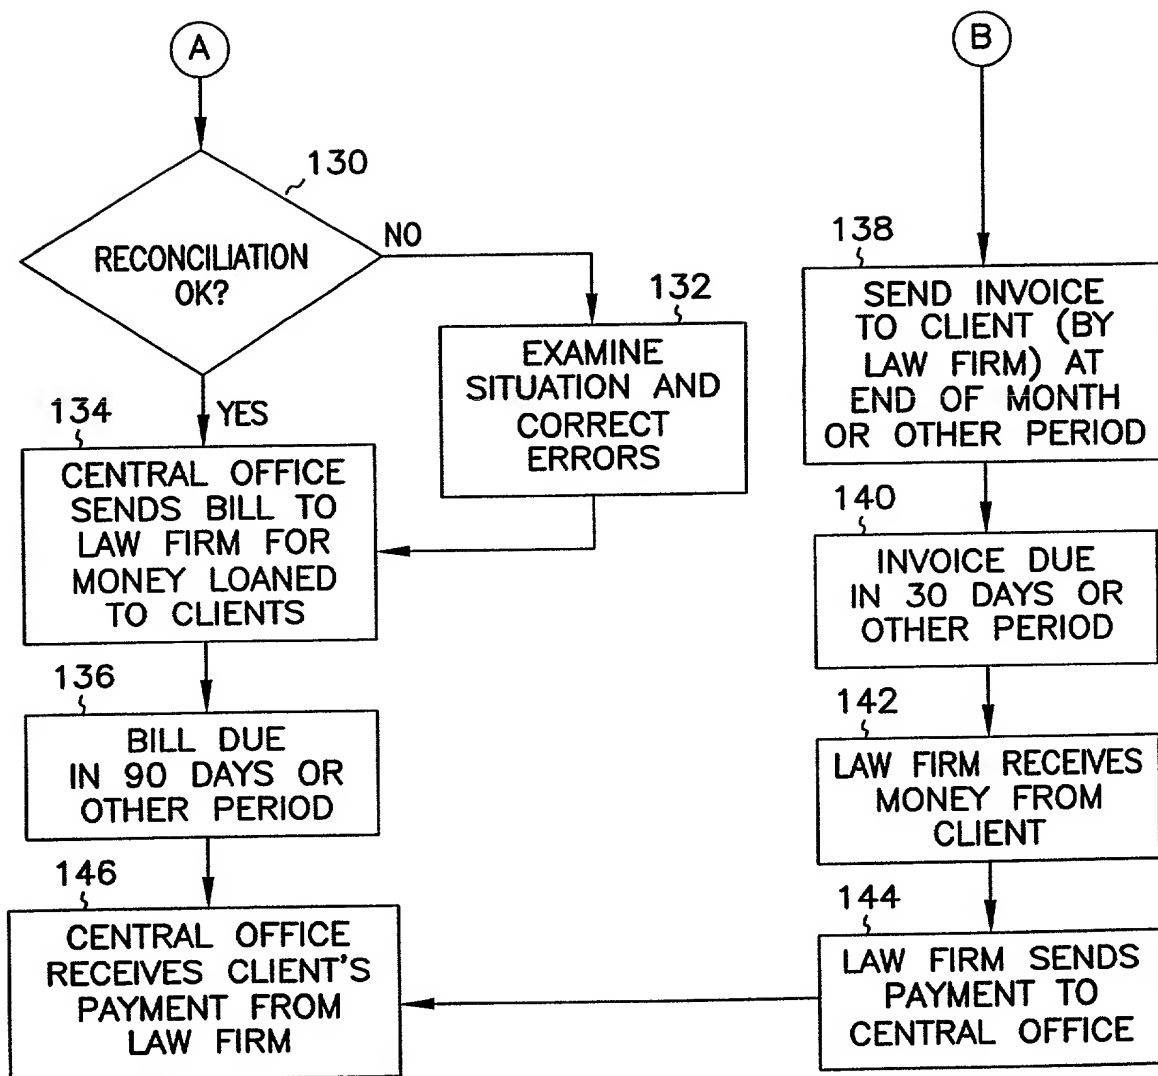 A
130
RECONCILIATION
OK?
NO
YES
132
EXAMINE
SITUATION AND
CORRECT
ERRORS
134
CENTRAL OFFICE
SENDS BILL TO
LAW FIRM FOR
MONEY LOANED
TO CLIENTS
136
BILL DUE
IN 90 DAYS OR
OTHER PERIOD
146
CENTRAL OFFICE
RECEIVES CLIENT'S
PAYMENT FROM
LAW FIRM
B
138
SEND INVOICE
TO CLIENT (BY
LAW FIRM) AT
END OF MONTH
OR OTHER PERIOD
140
INVOICE DUE
IN 30 DAYS OR
OTHER PERIOD
142
LAW FIRM RECEIVES
MONEY FROM
CLIENT
144
LAW FIRM SENDS
PAYMENT TO
CENTRAL OFFICE